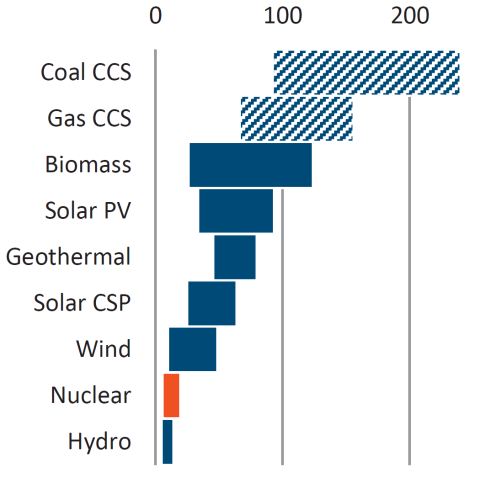 0 100 200
Coal CCS
Gas CCS
Biomass
Solar PV
Geothermal
Solar CSP
Wind
Nuclear
Hydro